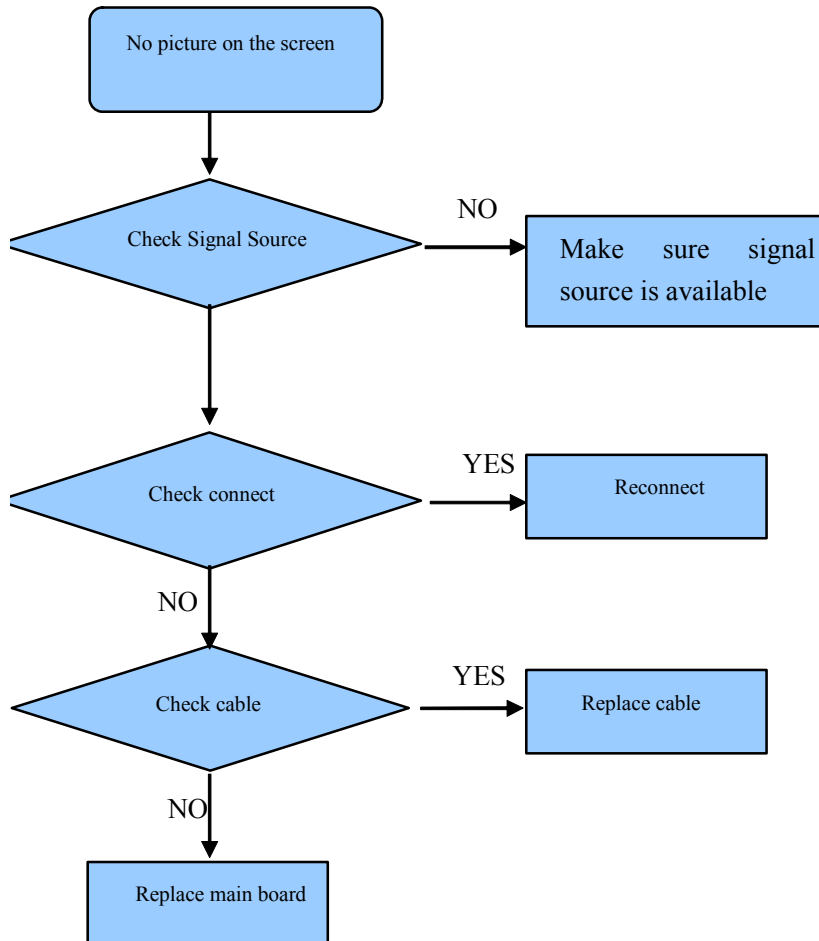 No picture on the screen
Check Signal Source
NO
Make sure signal
source is available
Check connect
YES
Reconnect
NO
Check cable
YES
Replace cable
NO
Replace main board